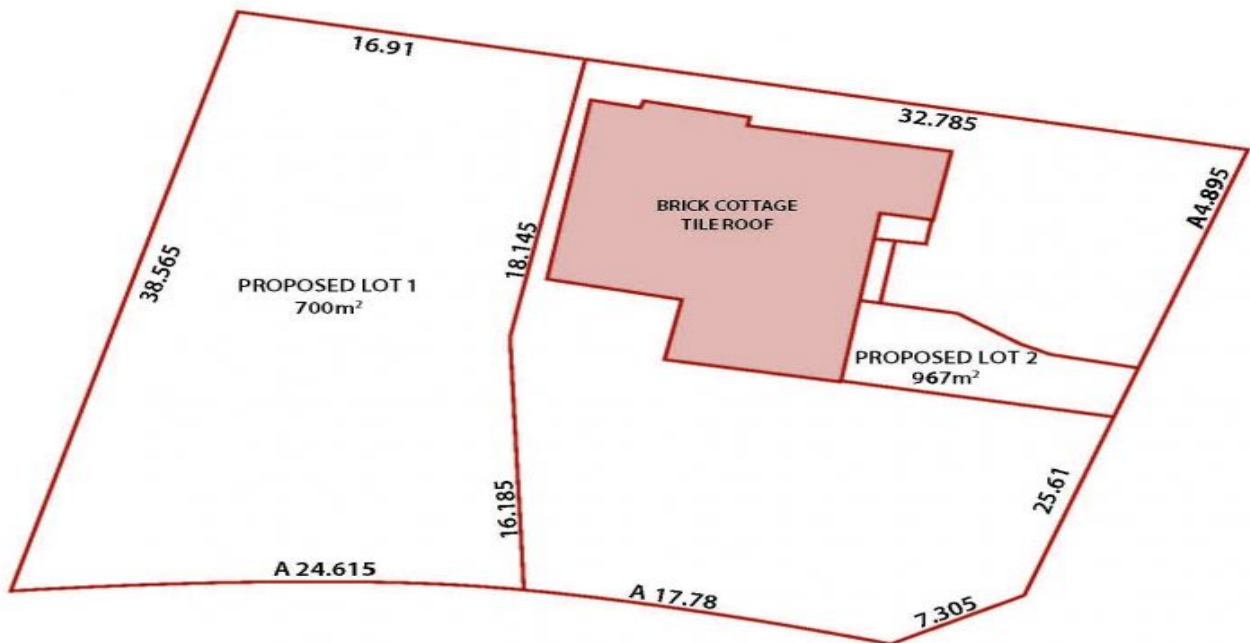 16.91
32.785
A4.895
BRICK COTTAGE
TILE ROOF
18.145
38.565
PROPOSED LOT 1
700m²
PROPOSED LOT 2
967m²
25.61
16.185
A 24.615
A 17.78
7.305